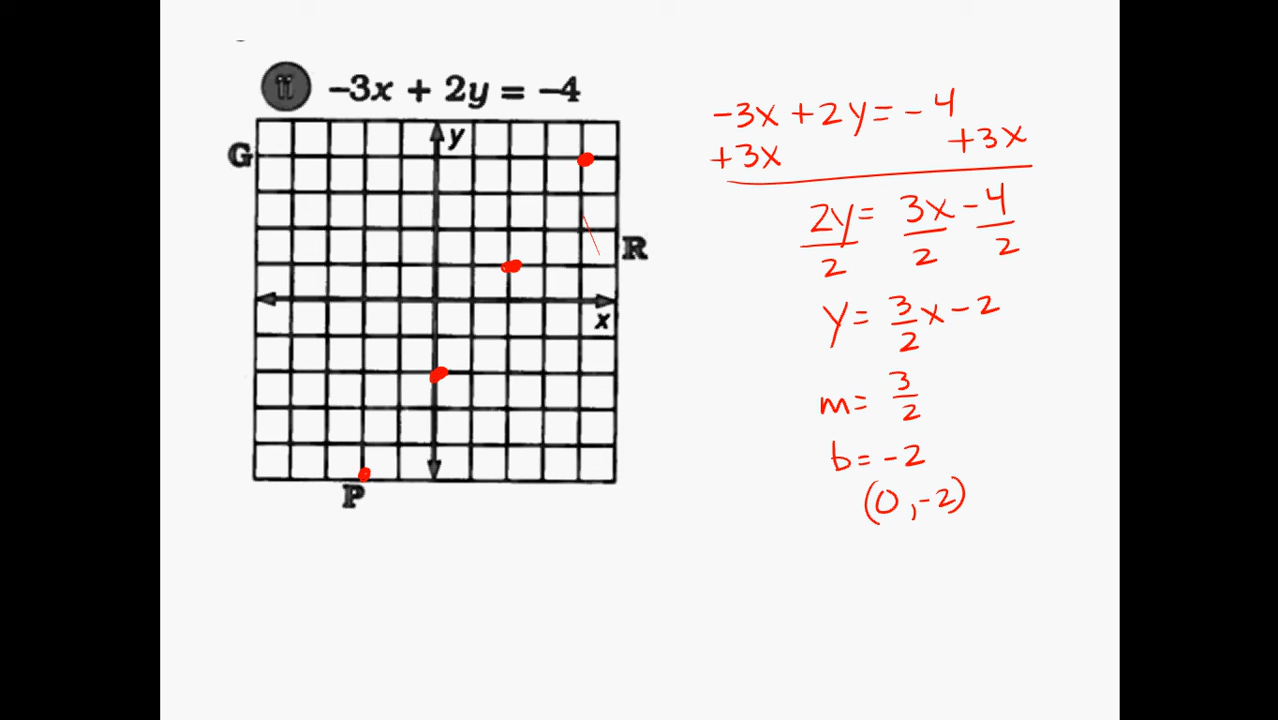 11 -3x + 2y = -4
y
G
R
x
P
-3x + 2y = -4
+3x +3x
2y = 3x - 4
2 2 2
y = 3/2 x - 2
m = 3/2
b = -2
(0, -2)